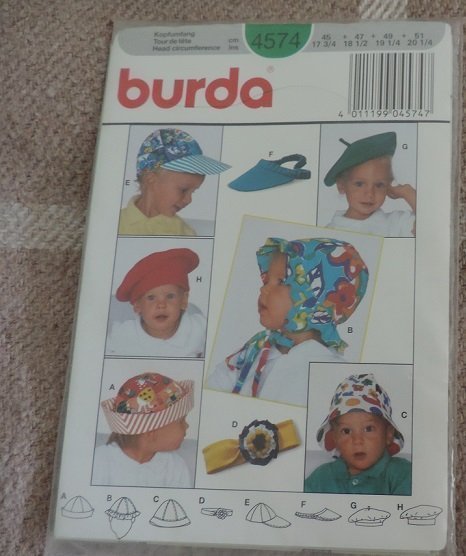 Kopfumfang
Tour de tête
Head circumference
cm
ins
4574
45 + 47 + 49 + 51
17 3/4 18 1/2 19 1/4 20 1/4
burda
4 011199 045747
E
F
G
H
B
A
D
C
A B C D E F G H